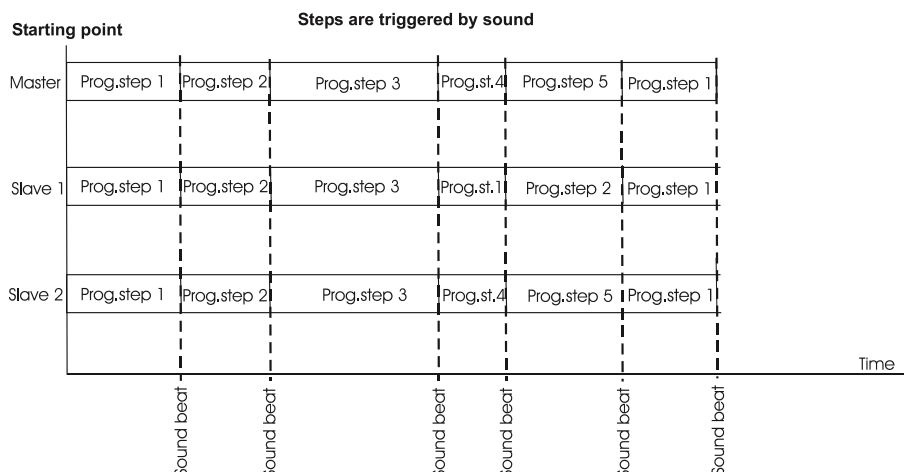 Steps are triggered by sound
Starting point
Master Prog.step 1 Prog.step 2 Prog.step 3 Prog.st.4 Prog.step 5 Prog.step 1
Slave 1 Prog.step 1 Prog.step 2 Prog.step 3 Prog.st.1 Prog.step 2 Prog.step 1
Slave 2 Prog.step 1 Prog.step 2 Prog.step 3 Prog.st.4 Prog.step 5 Prog.step 1
Time
Sound beat Sound beat Sound beat Sound beat Sound beat Sound beat